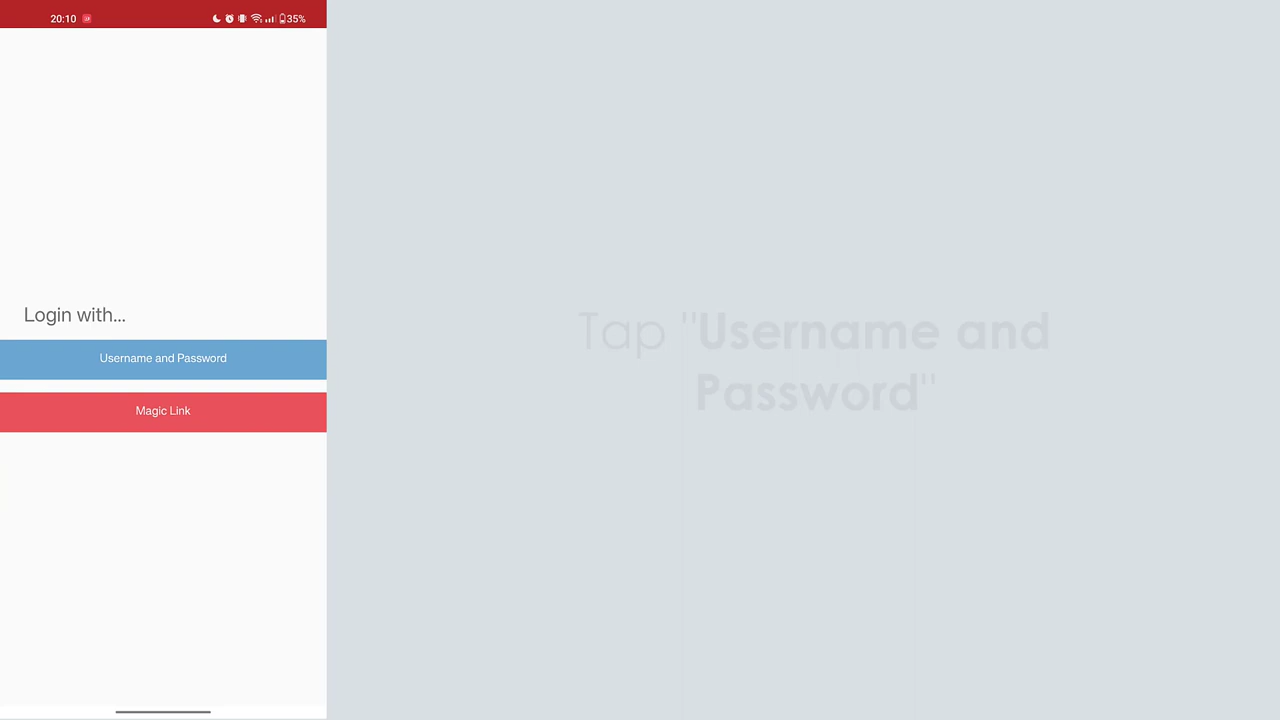 20:10
35%
Login with...
Username and Password
Magic Link
Tap "Username and
Password"